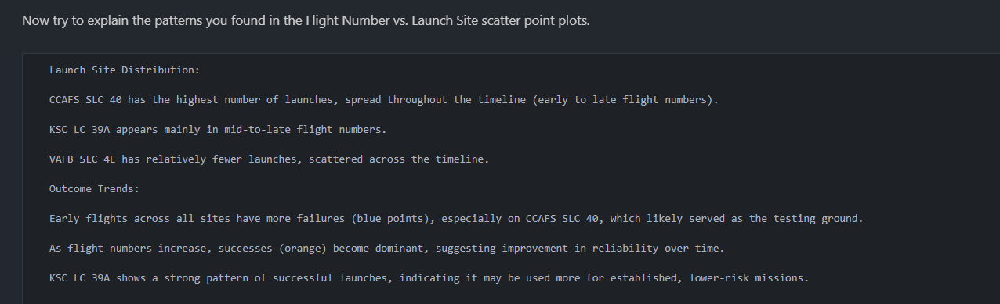 Now try to explain the patterns you found in the Flight Number vs. Launch Site scatter point plots.
Launch Site Distribution:
CCAFS SLC 40 has the highest number of launches, spread throughout the timeline (early to late flight numbers).
KSC LC 39A appears mainly in mid-to-late flight numbers.
VAFB SLC 4E has relatively fewer launches, scattered across the timeline.
Outcome Trends:
Early flights across all sites have more failures (blue points), especially on CCAFS SLC 40, which likely served as the testing ground.
As flight numbers increase, successes (orange) become dominant, suggesting improvement in reliability over time.
KSC LC 39A shows a strong pattern of successful launches, indicating it may be used more for established, lower-risk missions.